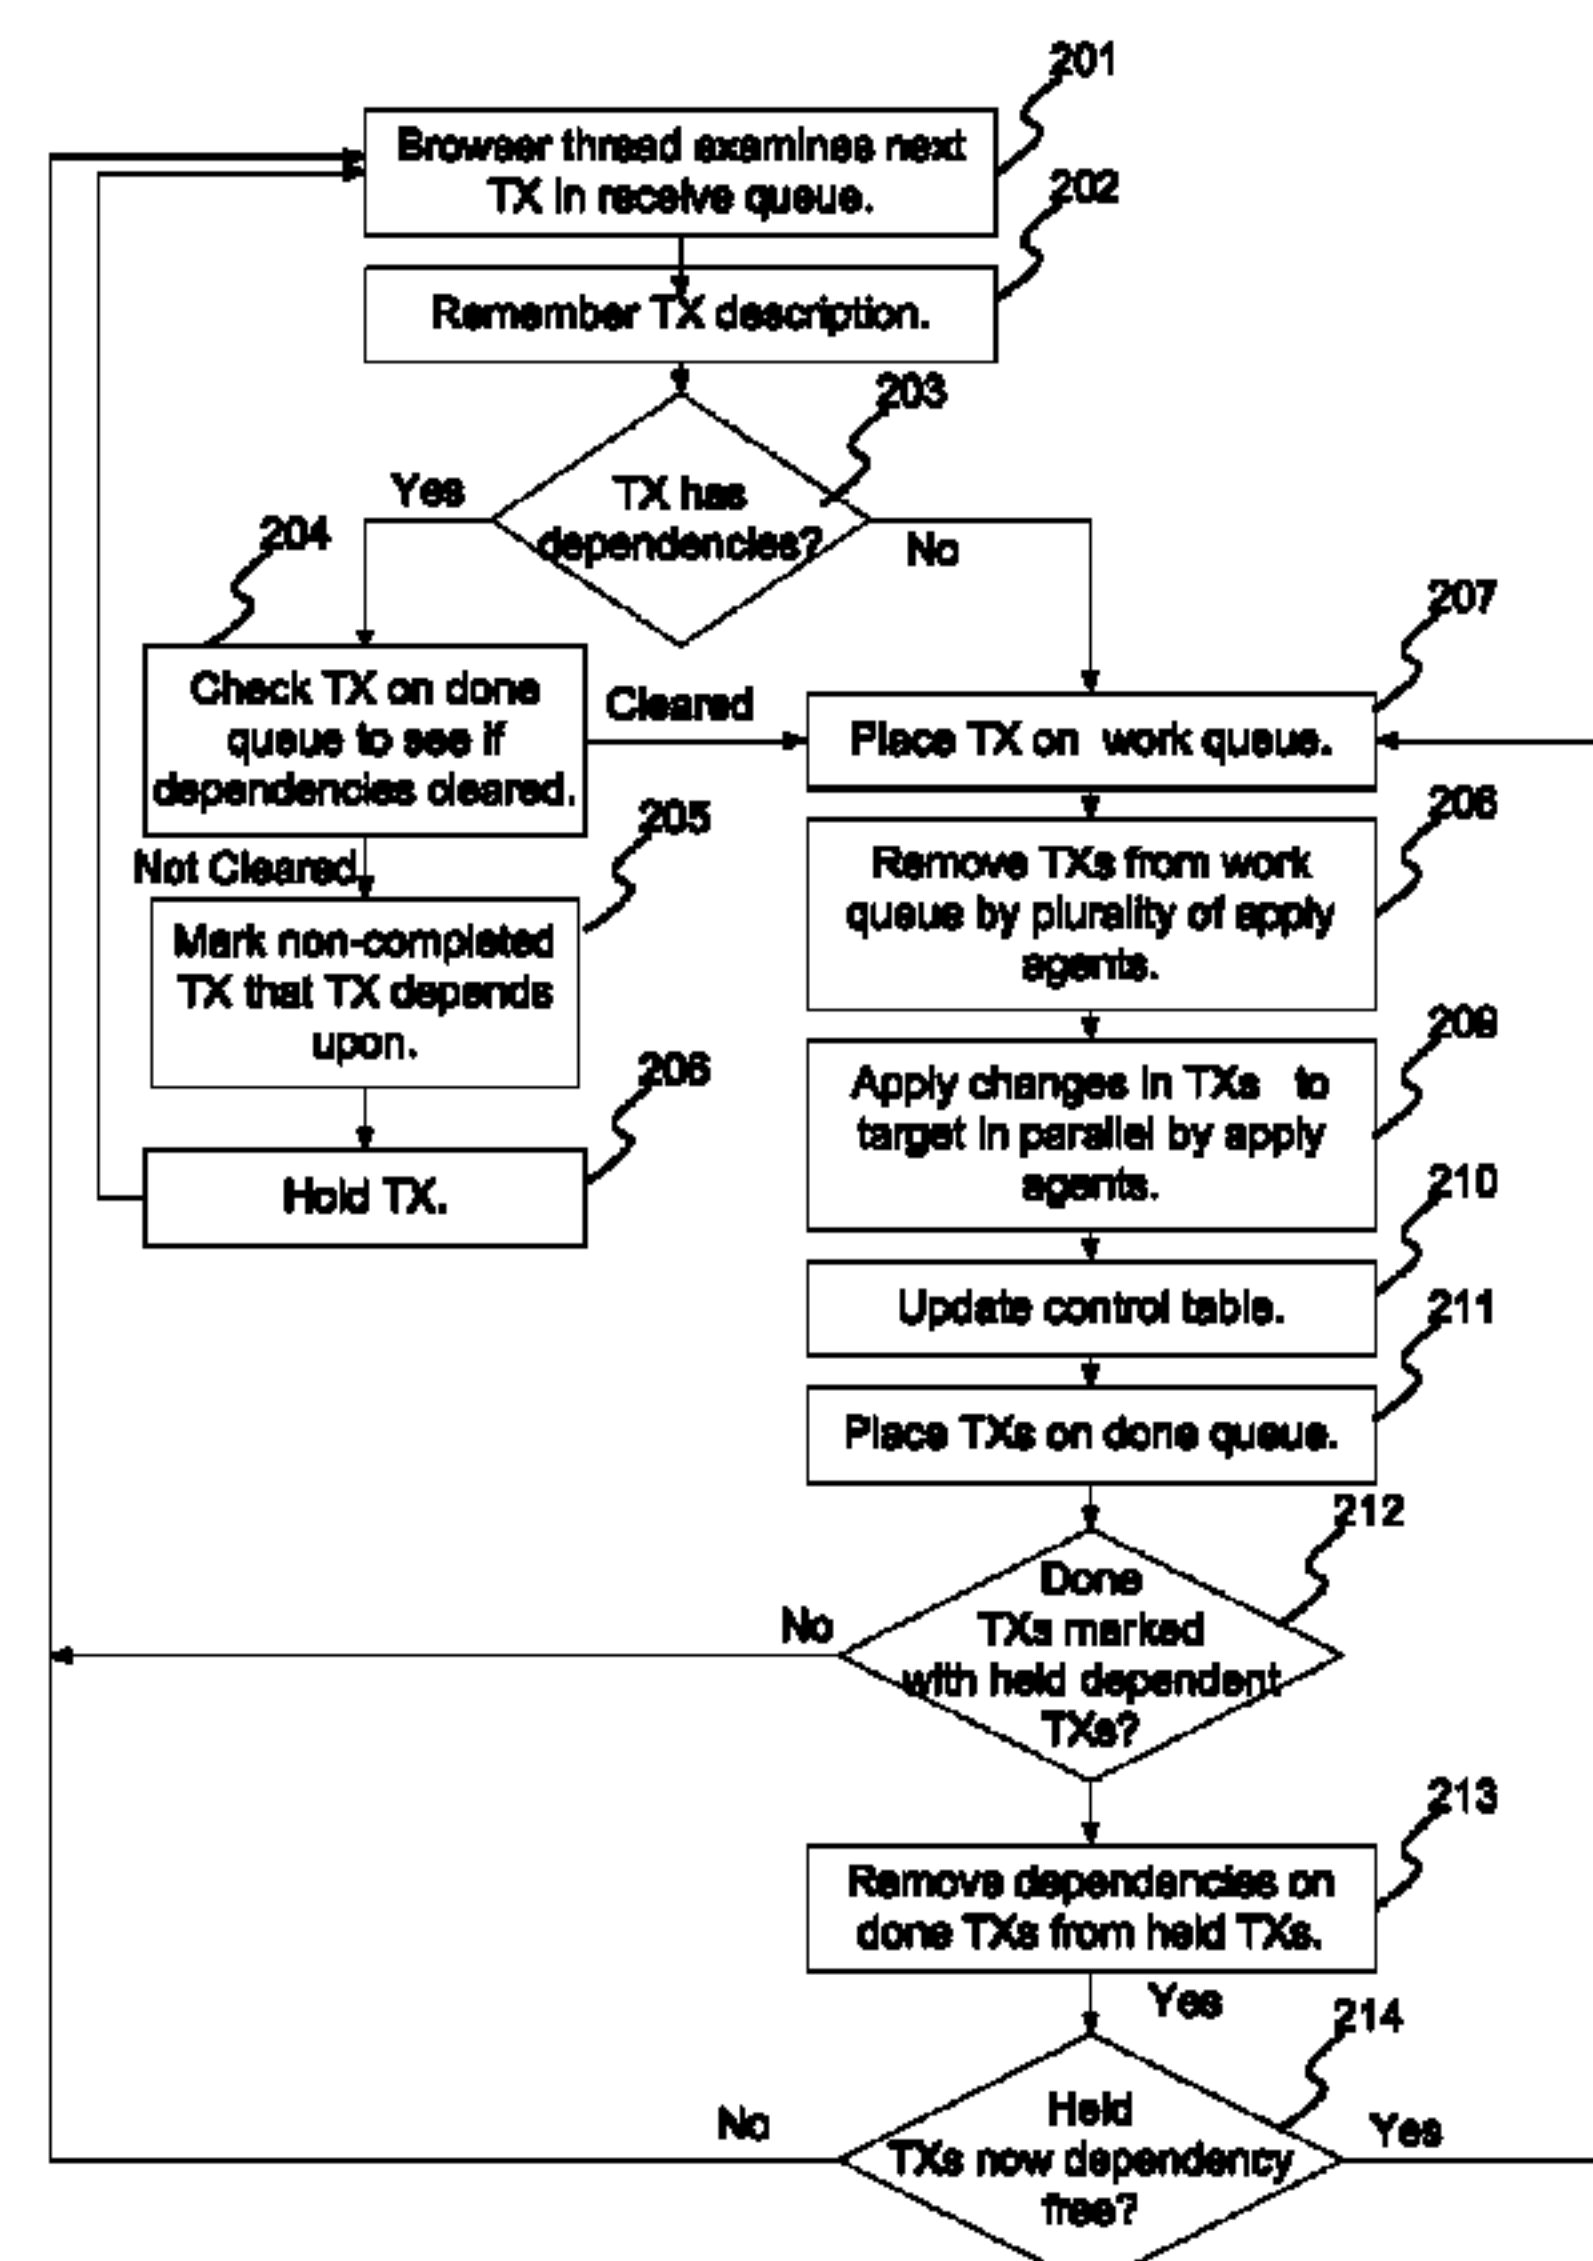 201
Browser thread examines next
TX in receive queue.
202
Remember TX description.
203
TX has
dependencies?
Yes
No
204
Check TX on done
queue to see if
dependencies cleared.
Cleared
Not Cleared
205
Mark non-completed
TX that TX depends
upon.
206
Hold TX.
207
Place TX on work queue.
208
Remove TXs from work
queue by plurality of apply
agents.
209
Apply changes in TXs to
target in parallel by apply
agents.
210
Update control table.
211
Place TXs on done queue.
212
Done
TXs marked
with held dependent
TXs?
No
213
Remove dependencies on
done TXs from held TXs.
Yes
214
Held
TXs now dependency
free?
No
Yes